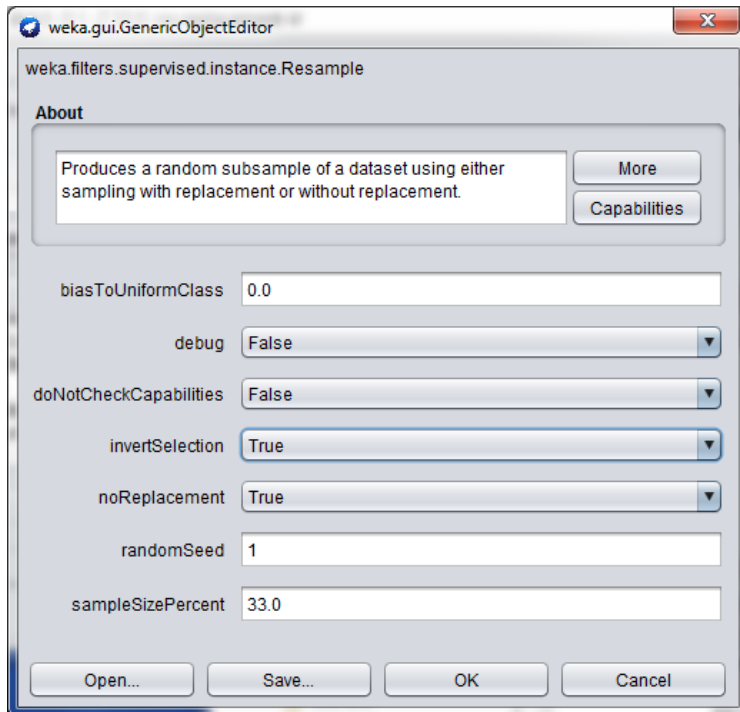 weka.gui.GenericObjectEditor
weka.filters.supervised.instance.Resample
About
Produces a random subsample of a dataset using either
sampling with replacement or without replacement.
More
Capabilities
biasToUniformClass 0.0
debug False
doNotCheckCapabilities False
invertSelection True
noReplacement True
randomSeed 1
sampleSizePercent 33.0
Open... Save... OK Cancel